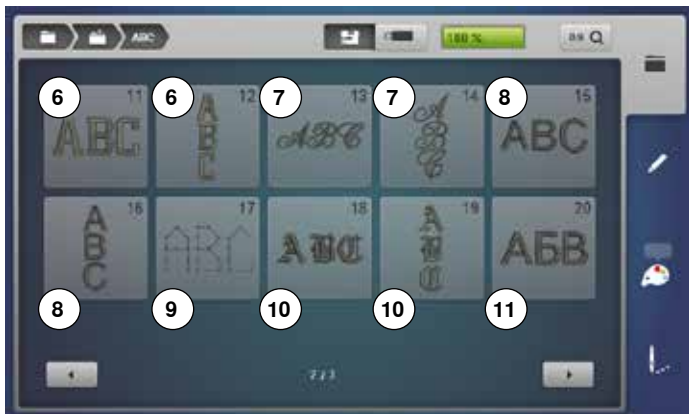 ABC 100 %
6 11 6 12 7 13 7 14 8 15
ABC A ABC A ABC
B B
C C
16 17 18 19 20
A ABC ABC A АБВ
B B
C C
8 9 10 10 11
2/3